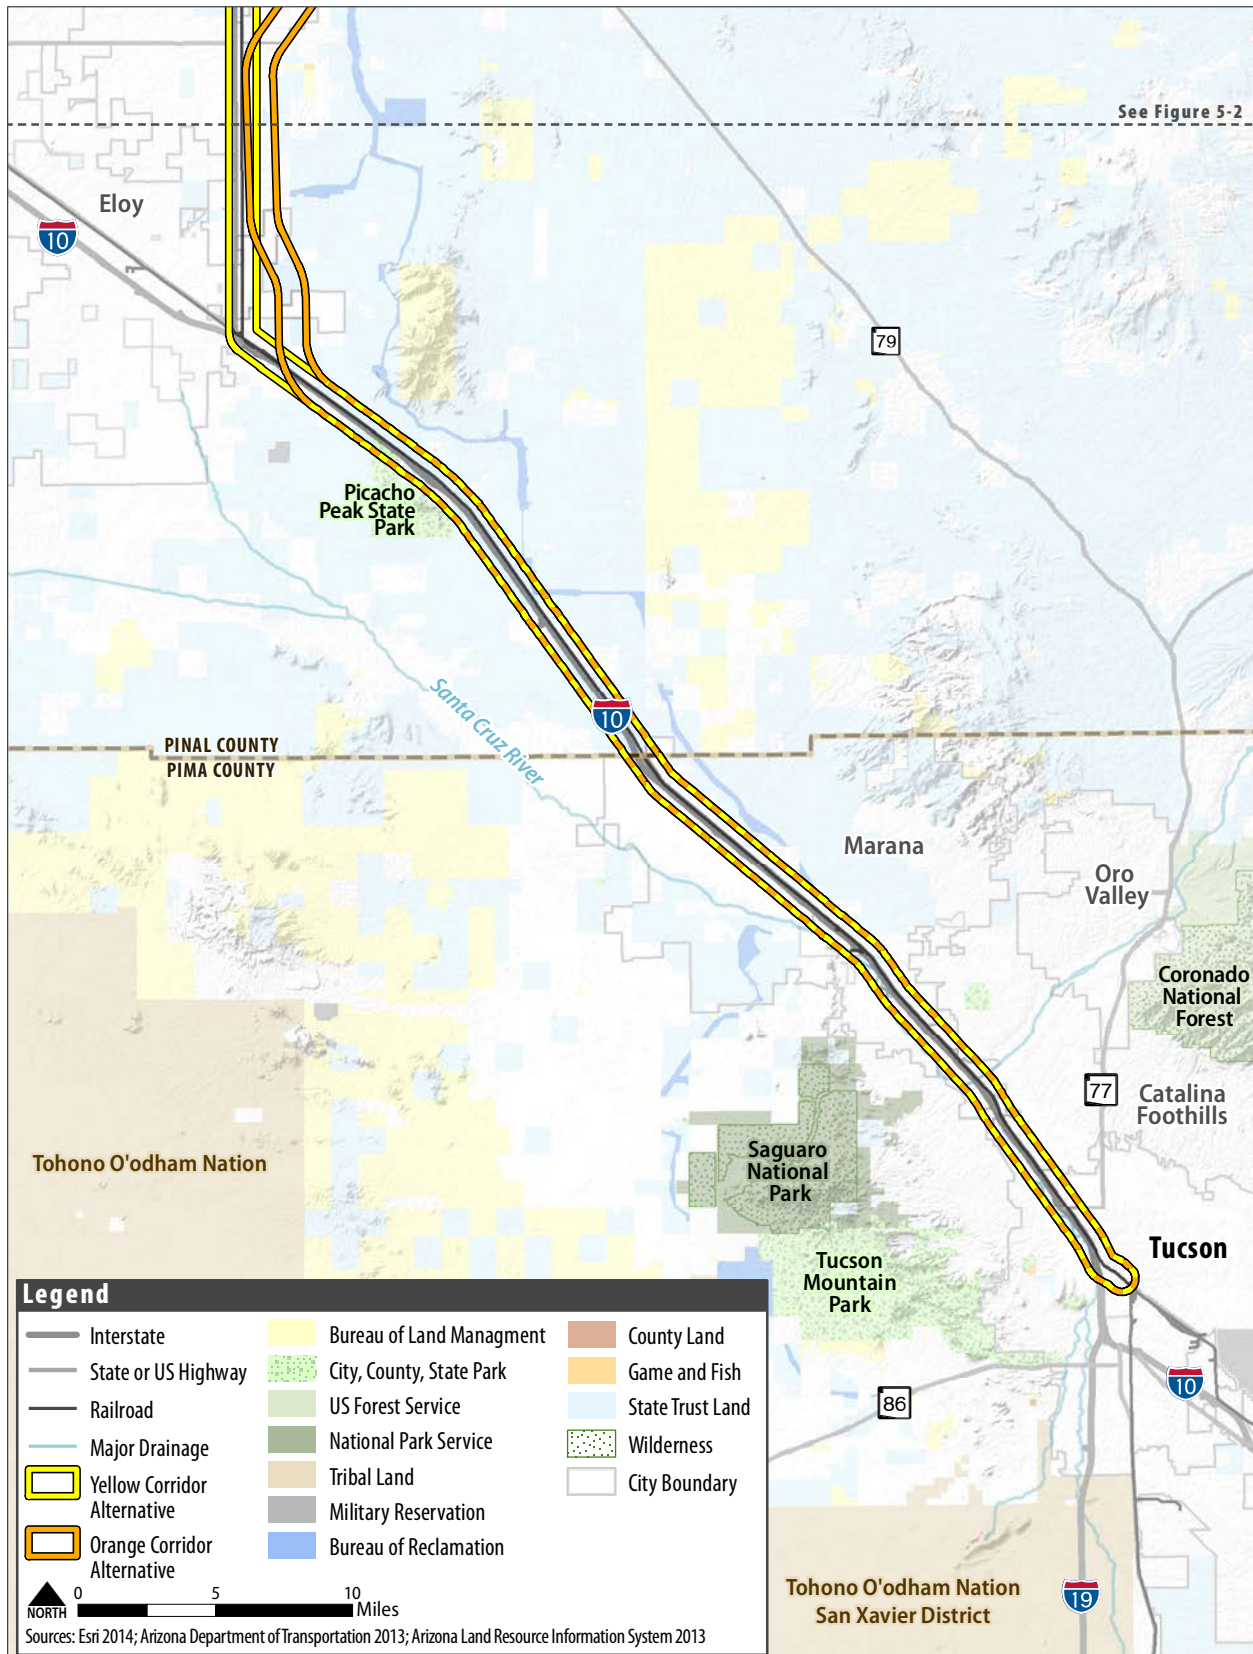 See Figure 5-2
Eloy
10
79
Picacho
Peak State
Park
Santa Cruz River
10
PINAL COUNTY
PIMA COUNTY
Marana
Oro
Valley
Coronado
National
Forest
77
Catalina
Foothills
Tohono O'odham Nation
Saguaro
National
Park
Tucson
Tucson
Mountain
Park
10
86
Tohono O'odham Nation
San Xavier District
19
Legend
Interstate
State or US Highway
Railroad
Major Drainage
Yellow Corridor
Alternative
Orange Corridor
Alternative
Bureau of Land Managment
City, County, State Park
US Forest Service
National Park Service
Tribal Land
Military Reservation
Bureau of Reclamation
County Land
Game and Fish
State Trust Land
Wilderness
City Boundary
NORTH
0 5 10
Miles
Sources: Esri 2014; Arizona Department of Transportation 2013; Arizona Land Resource Information System 2013